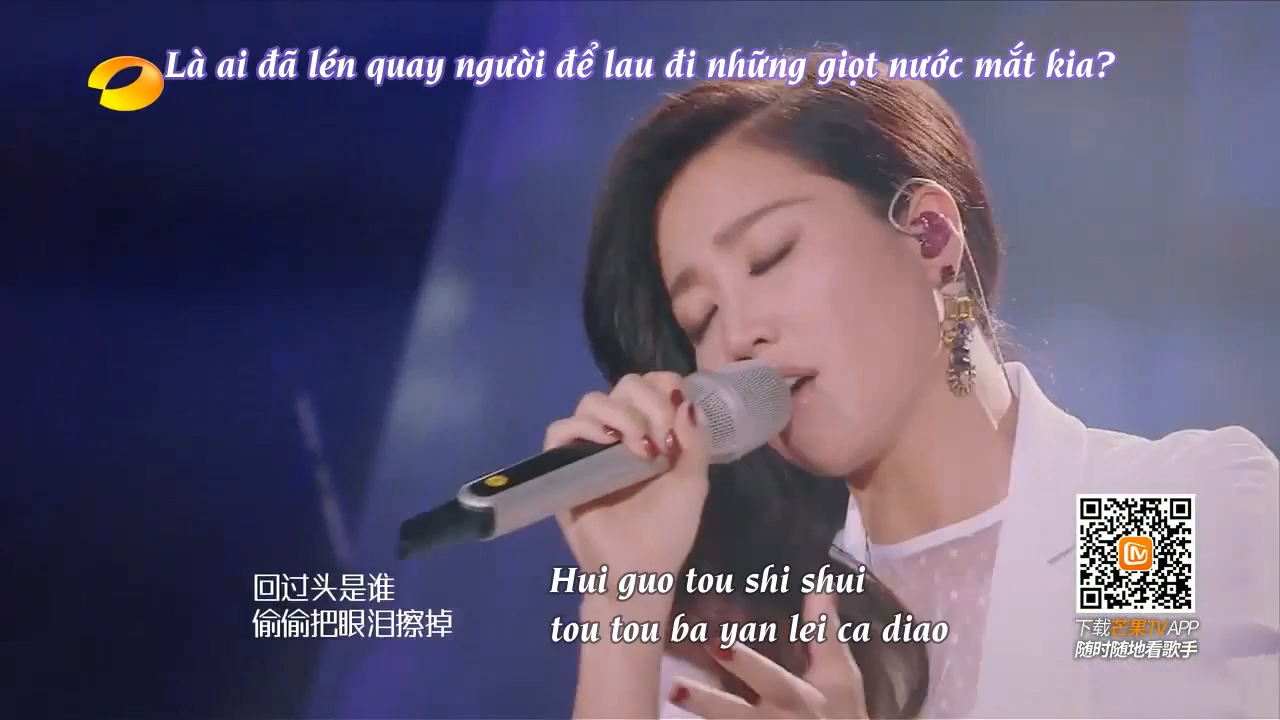 Là ai đã lén quay người để lau đi những giọt nước mắt kia?
回过头是谁
偷偷把眼泪擦掉
Hui guo tou shi shui
tou tou ba yan lei ca diao
下载芒果TV APP
随时随地看歌手